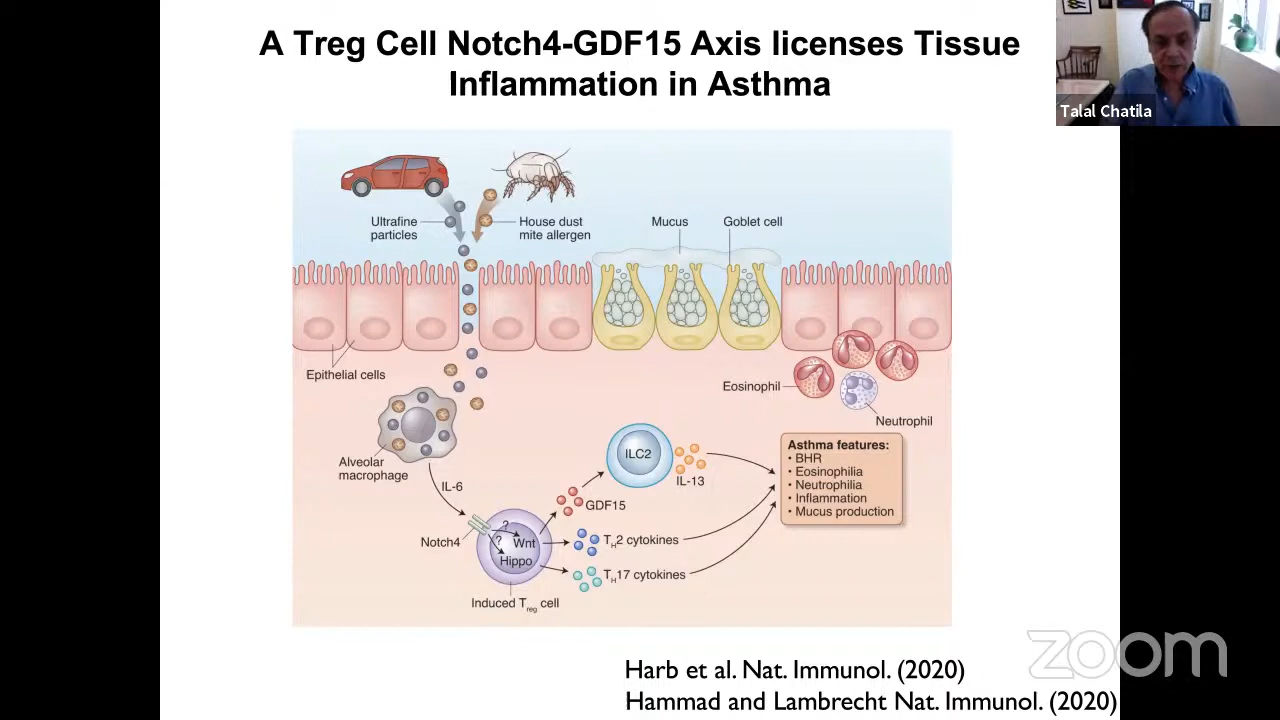 A Treg Cell Notch4-GDF15 Axis licenses Tissue
Inflammation in Asthma
Talal Chatila
Ultrafine
particles
House dust
mite allergen
Mucus
Goblet cell
Epithelial cells
Eosinophil
Neutrophil
Alveolar
macrophage
IL-6
ILC2
IL-13
GDF15
Notch4
?
?
Wnt
Hippo
TH2 cytokines
TH17 cytokines
Induced Treg cell
Asthma features:
• BHR
• Eosinophilia
• Neutrophilia
• Inflammation
• Mucus production
zoom
Harb et al. Nat. Immunol. (2020)
Hammad and Lambrecht Nat. Immunol. (2020)